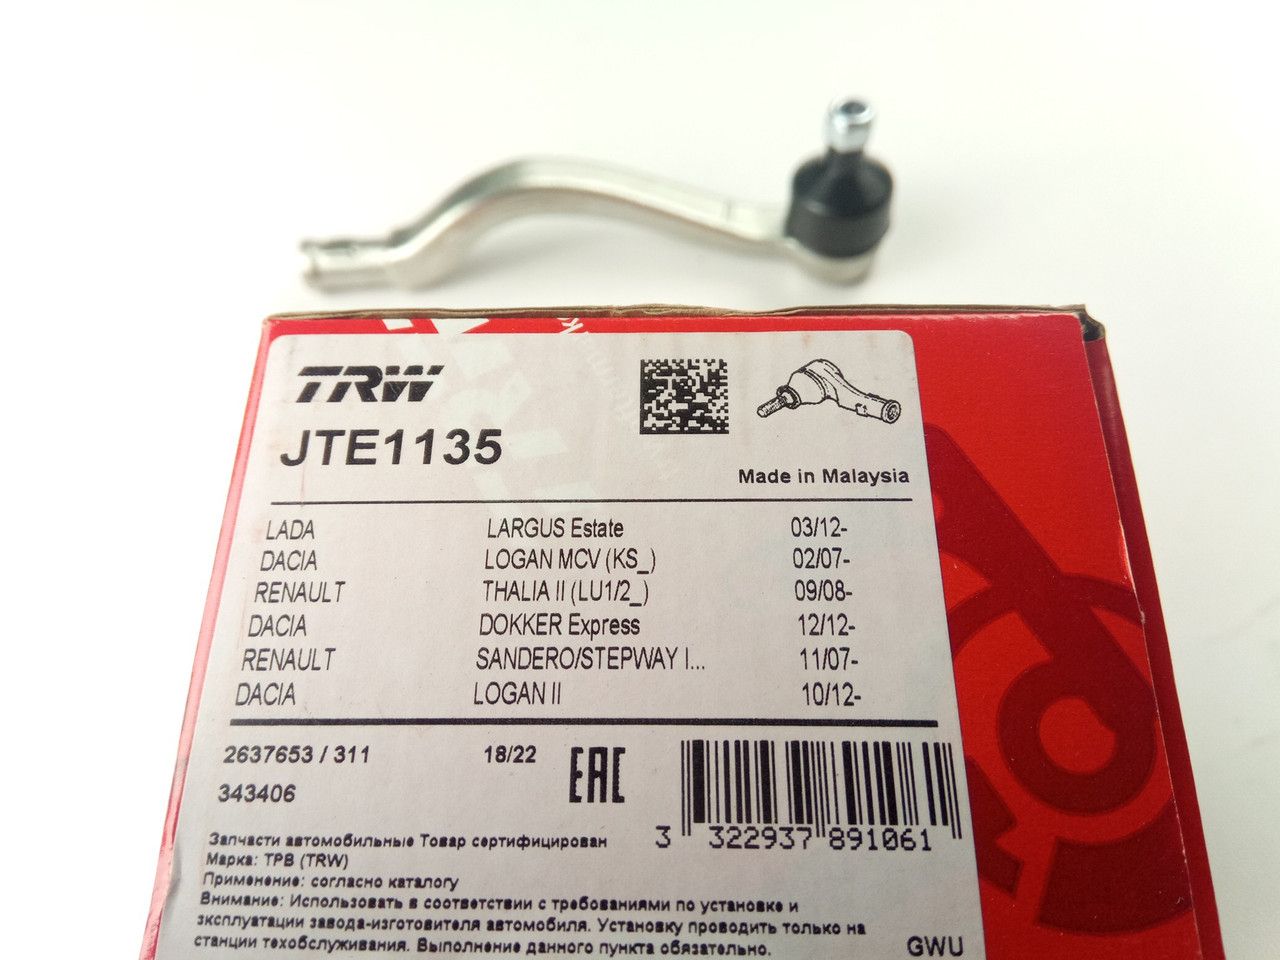 TRW
JTE1135
Made in Malaysia
LADA LARGUS Estate 03/12-
DACIA LOGAN MCV (KS_) 02/07-
RENAULT THALIA II (LU1/2_) 09/08-
DACIA DOKKER Express 12/12-
RENAULT SANDERO/STEPWAY I... 11/07-
DACIA LOGAN II 10/12-
2637653 / 311 18/22 EAC
343406
3 322937 891061
Запчасти автомобильные Товар сертифицирован
Марка: ТРВ (TRW)
Применение: согласно каталогу
Внимание: Использовать в соответствии с требованиями по установке и
эксплуатации завода-изготовителя автомобиля. Установку проводить только на
станции техобслуживания. Выполнение данного пункта обязательно.
GWU